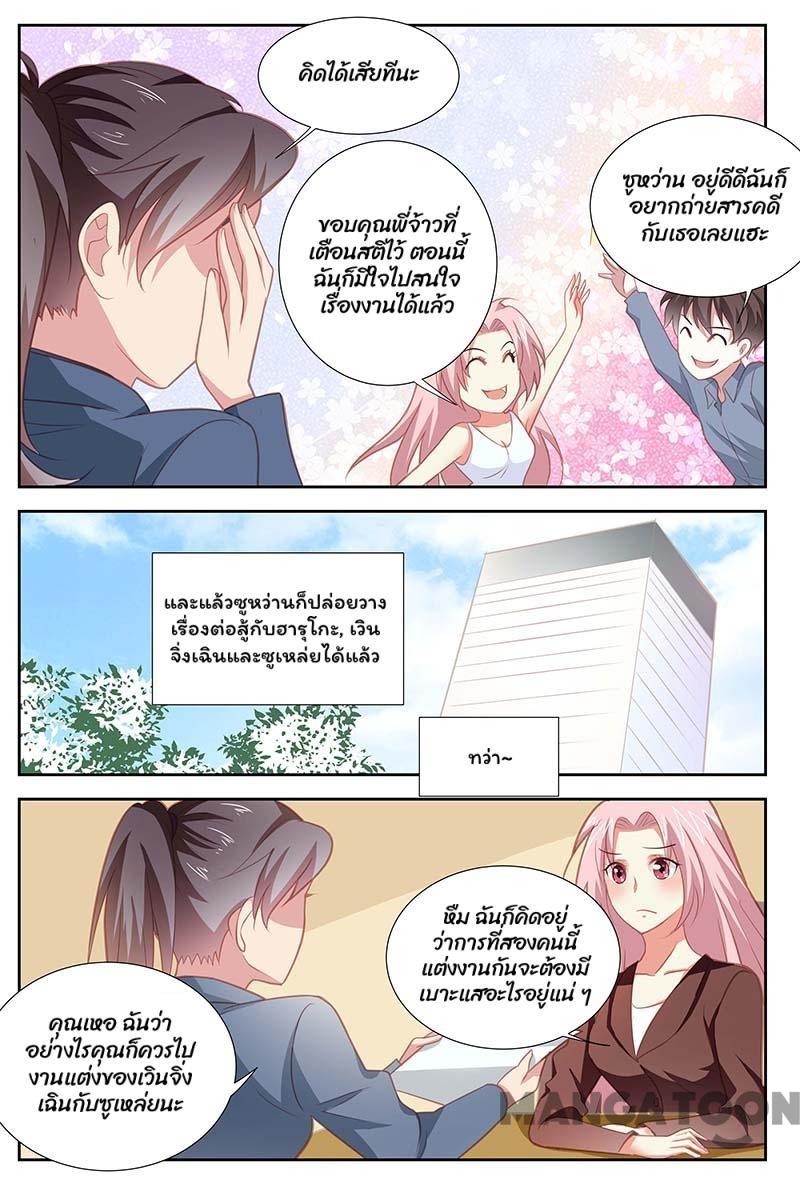 คิดได้เสียทีนะ
ขอบคุณพี่จ้าวที่
เตือนสติไว้ ตอนนี้
ฉันก็มีใจไปสนใจ
เรื่องงานได้แล้ว
ซูหว่าน อยู่ดีดีฉันก็
อยากถ่ายสารคดี
กับเธอเลยแฮะ
และแล้วซูหว่านก็ปล่อยวาง
เรื่องต่อสู้กับฮารุโกะ, เวิน
จิ่งเฉินและซูเหล่ยได้แล้ว
ทว่า~
หืม ฉันก็คิดอยู่
ว่าการที่สองคนนี้
แต่งงานกันจะต้องมี
เบาะแสอะไรอยู่แน่ ๆ
คุณเหอ ฉันว่า
อย่างไรคุณก็ควรไป
งานแต่งของเวินจิ่ง
เฉินกับซูเหล่ยนะ
MANGATOON